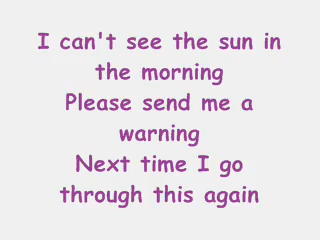 I can't see the sun in
the morning
Please send me a
warning
Next time I go
through this again